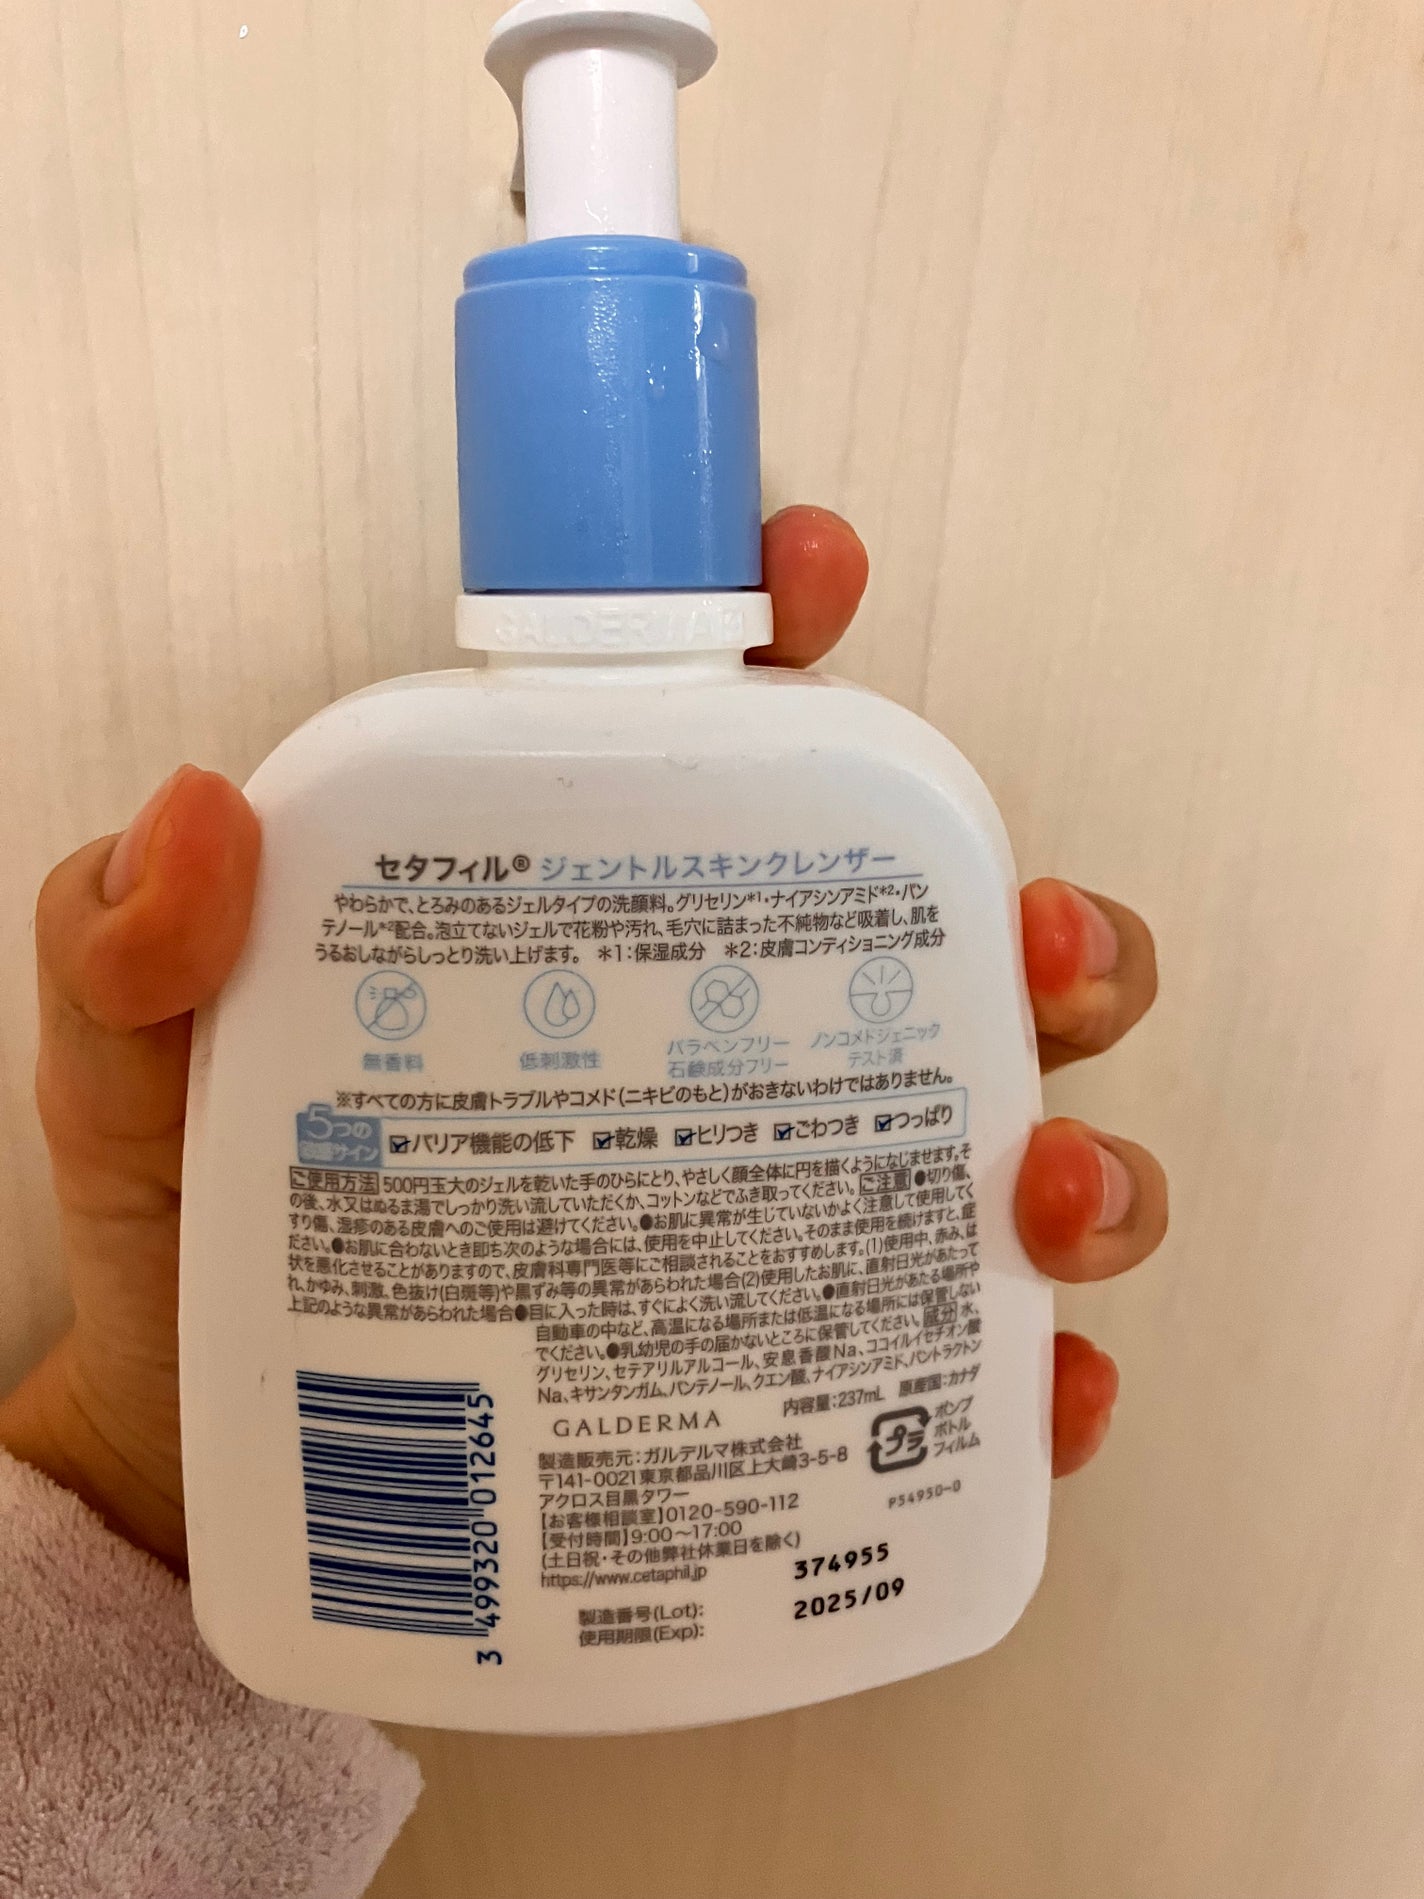 GALDERMA
セタフィル® ジェントルスキンクレンザー
やわらかで、とろみのあるジェルタイプの洗顔料。グリセリン*1・ナイアシンアミド*2・パン
テノール*2配合。泡立てないジェルで花粉や汚れ、毛穴に詰まった不純物など吸着し、肌を
うるおしながらしっとり洗い上げます。 *1:保湿成分 *2:皮膚コンディショニング成分
無香料
低刺激性
パラベンフリー
石鹸成分フリー
ノンコメドジェニック
テスト済
※すべての方に皮膚トラブルやコメド(ニキビのもと)がおきないわけではありません。
5つの
サイン
バリア機能の低下 乾燥 ヒリつき ごわつき つっぱり
ご使用方法 500円玉大のジェルを乾いた手のひらにとり、やさしく顔全体に円を描くようになじませます。そ
の後、水又はぬるま湯でしっかり洗い流していただくか、コットンなどでふき取ってください。 ご注意 ●切り傷、
すり傷、湿疹のある皮膚へのご使用は避けてください。●お肌に異常が生じていないかよく注意して使用してく
ださい。●お肌に合わないとき即ち次のような場合には、使用を中止してください。そのまま使用を続けますと、症
状を悪化させることがありますので、皮膚科専門医等にご相談されることをおすすめします。(1)使用中、赤み、は
れ、かゆみ、刺激、色抜け(白斑等)や黒ずみ等の異常があらわれた場合(2)使用したお肌に、直射日光があたって
上記のような異常があらわれた場合●目に入った時は、すぐによく洗い流してください。●直射日光があたる場所や
自動車の中など、高温になる場所または低温になる場所には保管しない
でください。●乳幼児の手の届かないところに保管してください。 成分 水、
グリセリン、セテアリルアルコール、安息香酸Na、ココイルイセチオン酸
Na、キサンタンガム、パンテノール、クエン酸、ナイアシンアミド、パントラクトン
内容量:237mL 原産国:カナダ
GALDERMA
製造販売元:ガルデルマ株式会社
〒141-0021東京都品川区上大崎3-5-8
アクロス目黒タワー
【お客様相談室】0120-590-112
【受付時間】9:00〜17:00
(土日祝・その他弊社休業日を除く)
https://www.cetaphil.jp
プラ
ポンプ
ボトル
フィルム
P54950-0
374955
2025/09
製造番号(Lot):
使用期限(Exp):
3 499320 012645